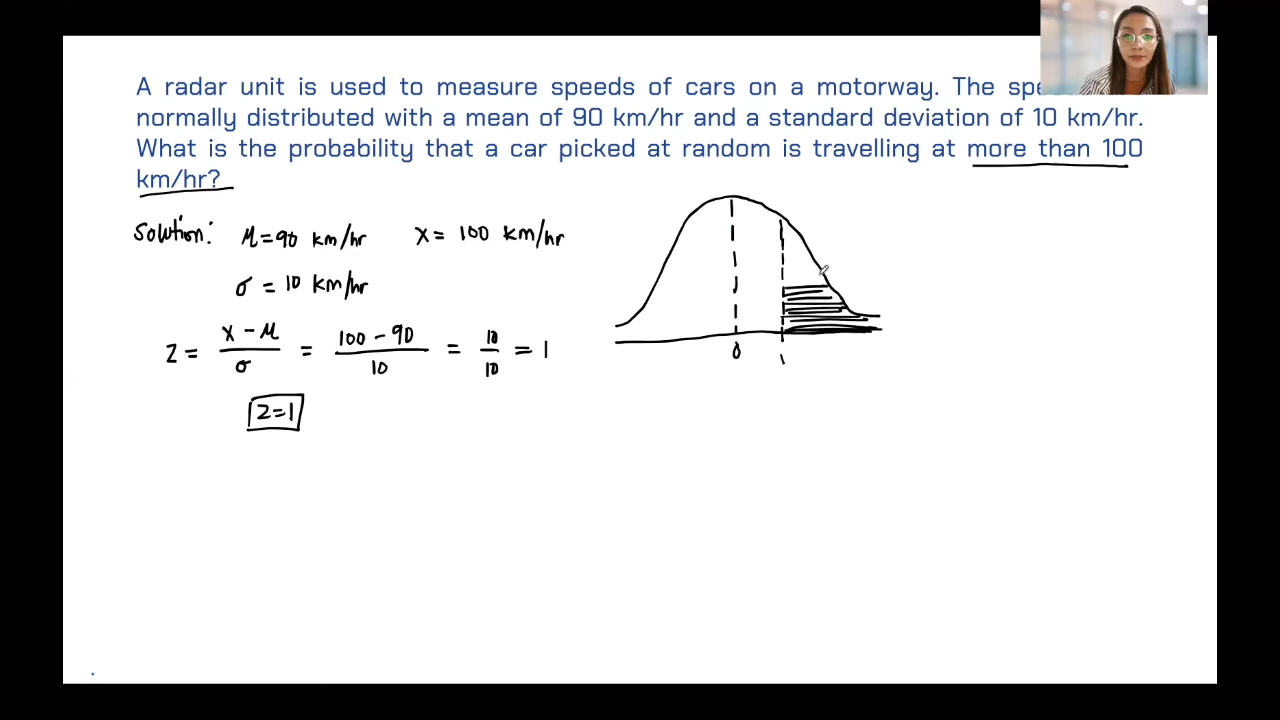 A radar unit is used to measure speeds of cars on a motorway. The
normally distributed with a mean of 90 km/hr and a standard deviation of 10 km/hr.
What is the probability that a car picked at random is travelling at more than 100
km/hr?
Solution: μ=90 km/hr x = 100 km/hr
σ = 10 km/hr
z = x - μ / σ = 100 - 90 / 10 = 10 / 10 = 1
0 1
z=1